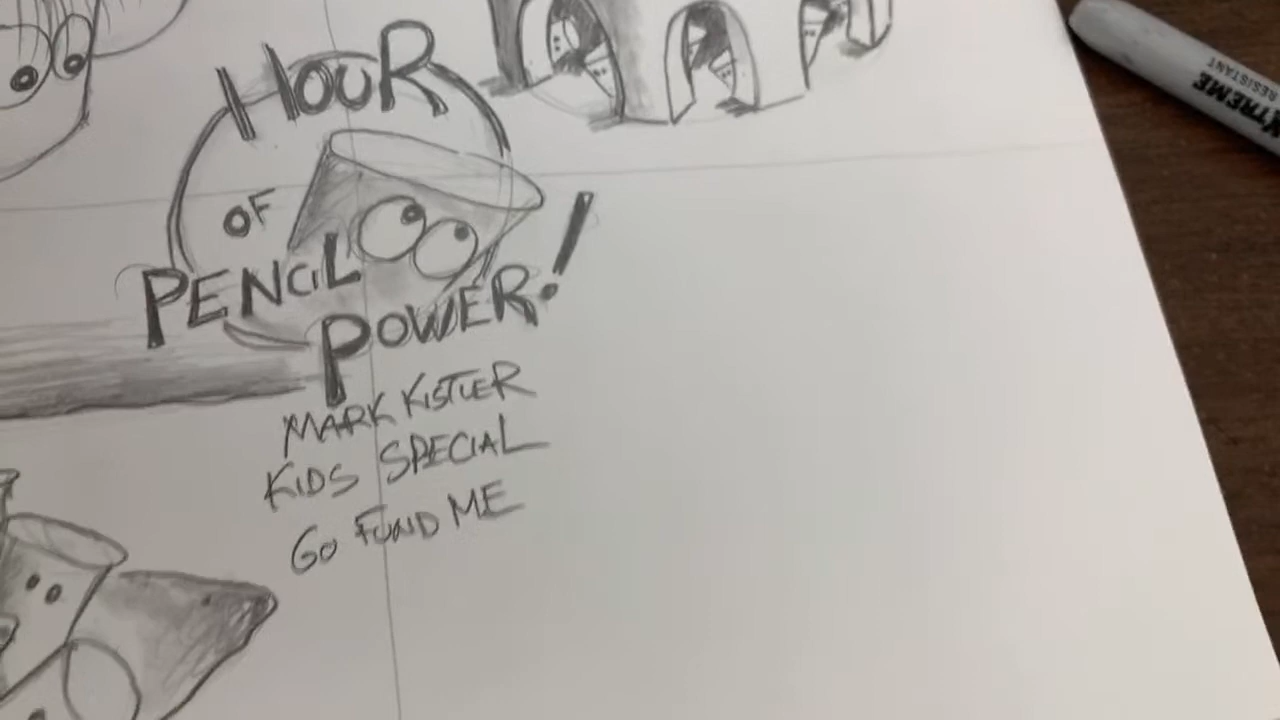 HOUR
OF
PENCIL
POWER!
MARK KISTLER
KIDS SPECIAL
GO FUND ME
XTREME
RESISTANT